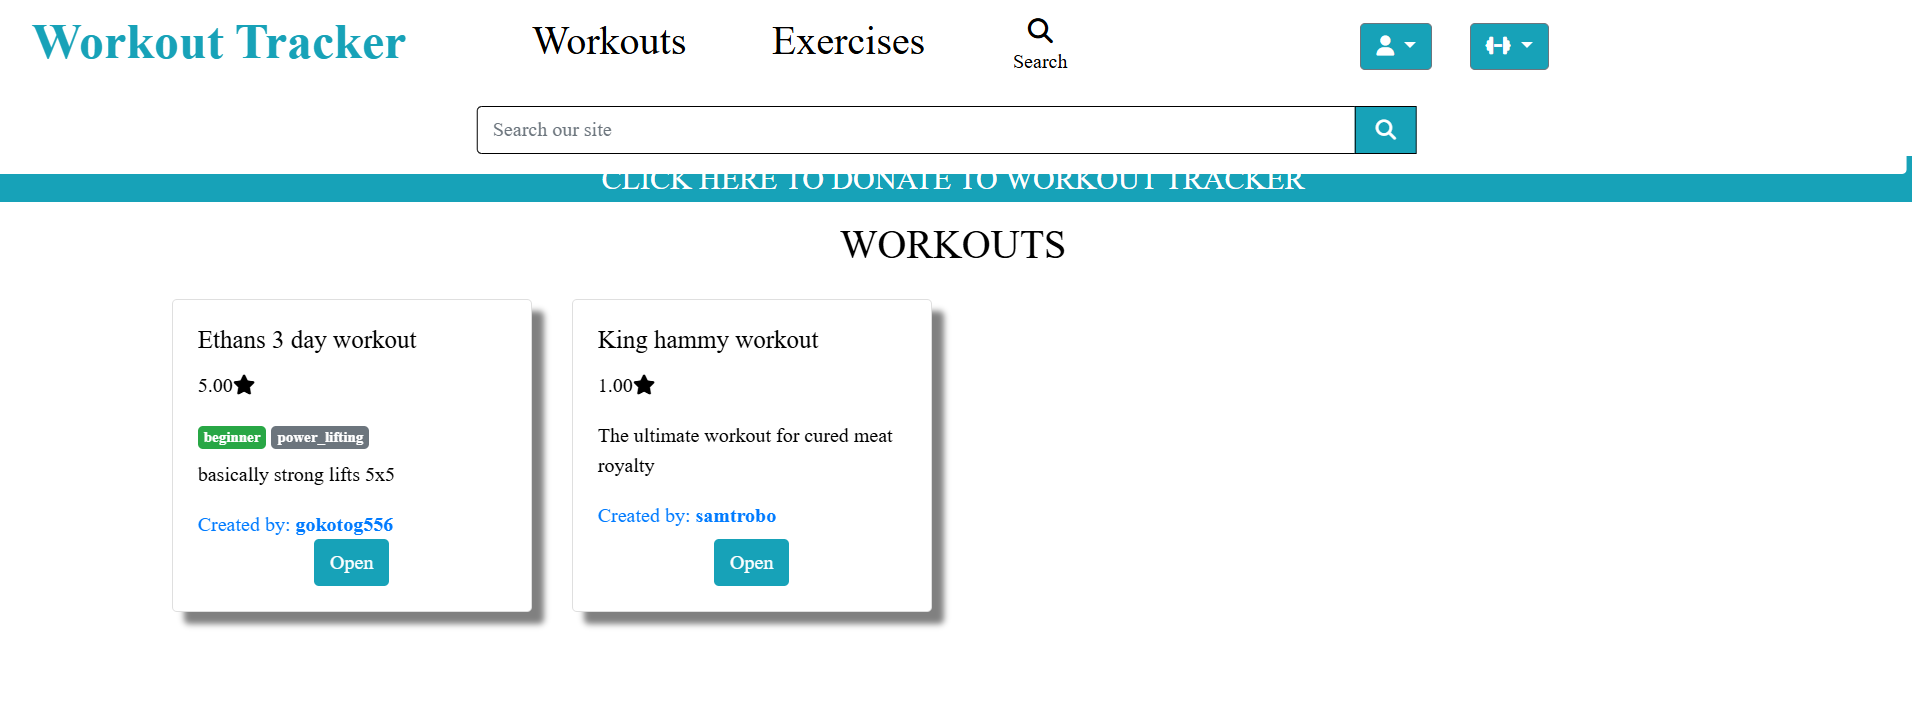 Workout Tracker
Workouts
Exercises
Search
Search our site
CLICK HERE TO DONATE TO WORKOUT TRACKER
WORKOUTS
Ethans 3 day workout
5.00
beginner power_lifting
basically strong lifts 5x5
Created by: gokotog556
Open
King hammy workout
1.00
The ultimate workout for cured meat
royalty
Created by: samtrobo
Open